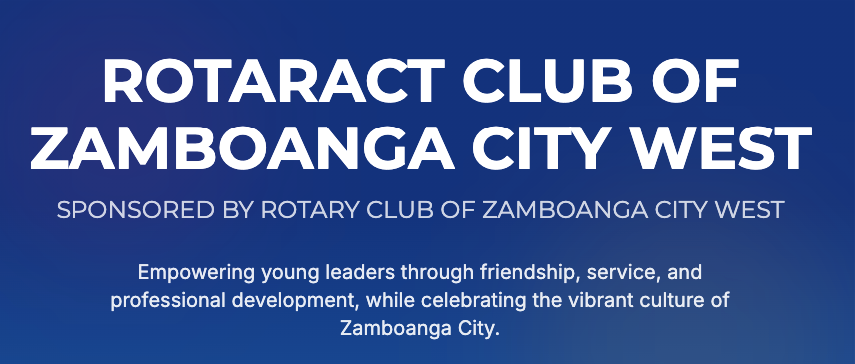 ROTARACT CLUB OF
ZAMBOANGA CITY WEST
SPONSORED BY ROTARY CLUB OF ZAMBOANGA CITY WEST
Empowering young leaders through friendship, service, and
professional development, while celebrating the vibrant culture of
Zamboanga City.